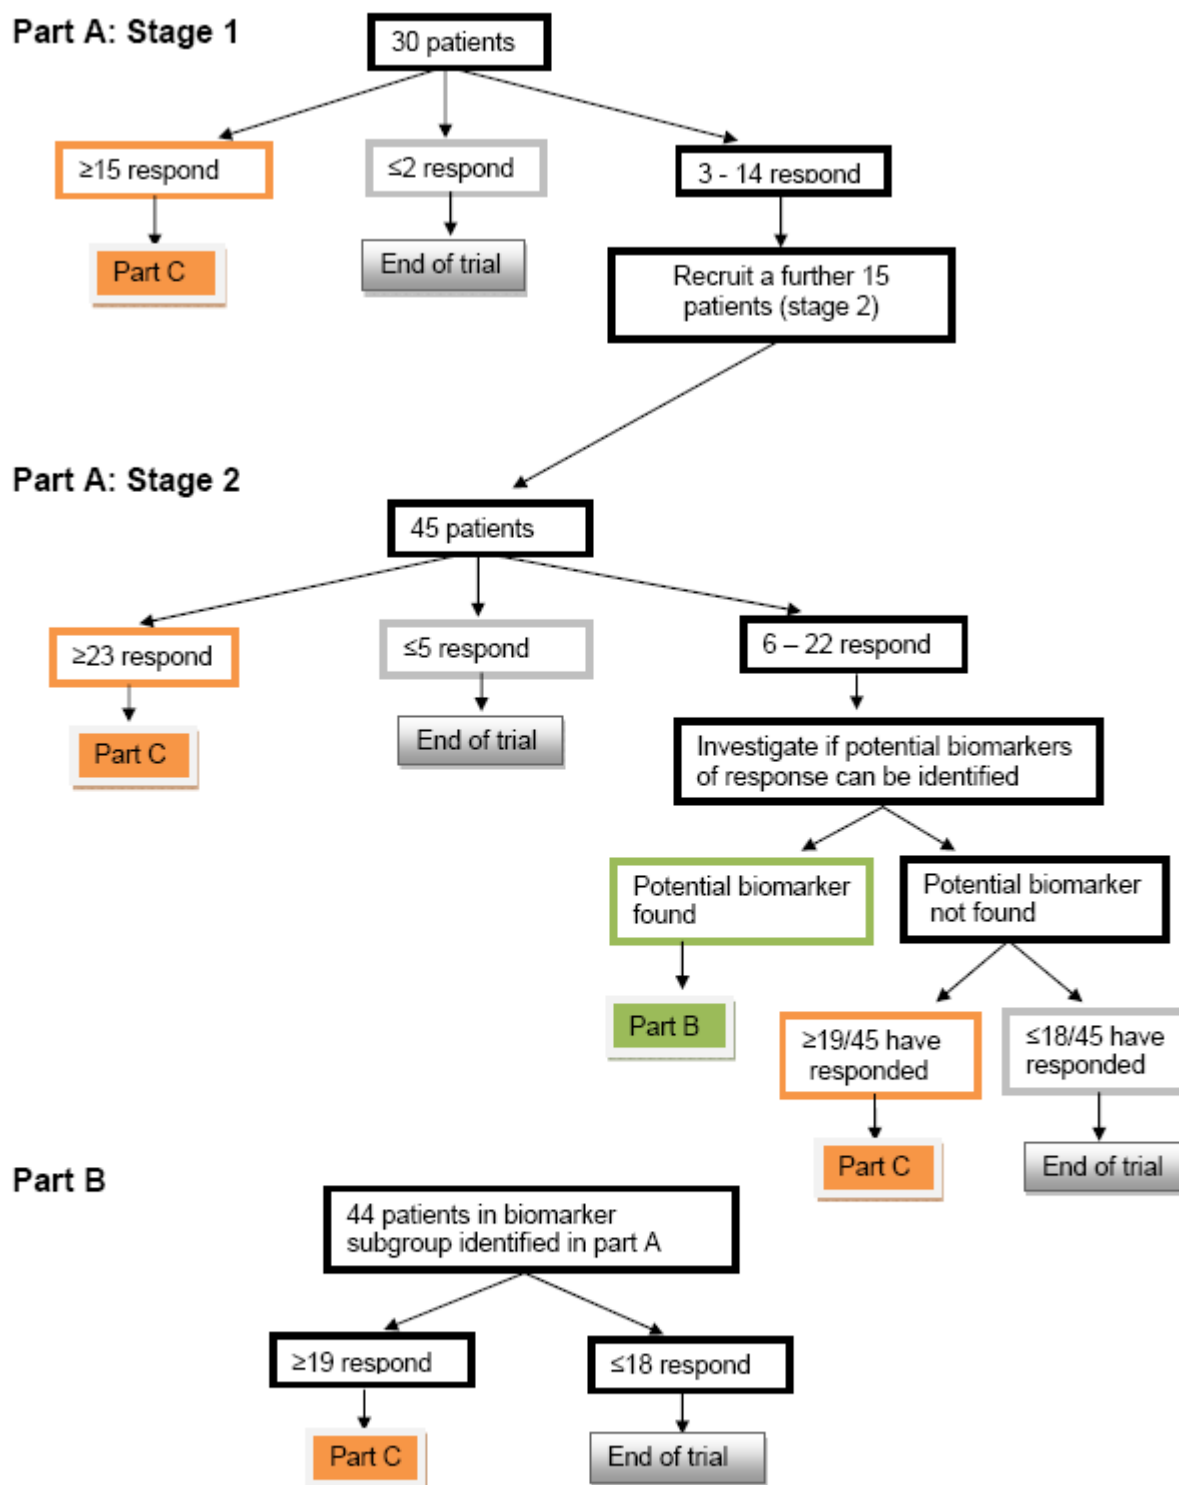 Part A: Stage 1
30 patients
≥15 respond
≤2 respond
3 - 14 respond
Part C
End of trial
Recruit a further 15
patients (stage 2)
Part A: Stage 2
45 patients
≥23 respond
≤5 respond
6 – 22 respond
Part C
End of trial
Investigate if potential biomarkers
of response can be identified
Potential biomarker
found
Potential biomarker
not found
Part B
≥19/45 have
responded
≤18/45 have
responded
Part C
End of trial
Part B
44 patients in biomarker
subgroup identified in part A
≥19 respond
≤18 respond
Part C
End of trial